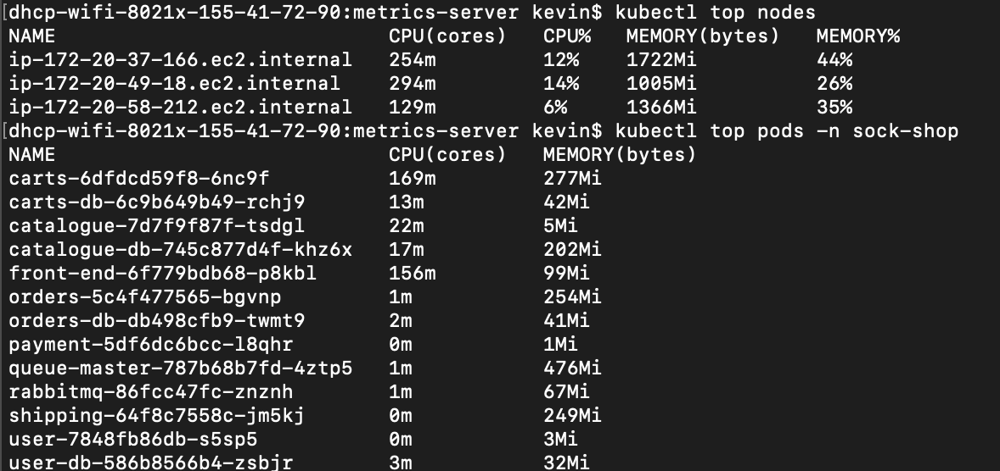 [dhcp-wifi-8021x-155-41-72-90:metrics-server kevin$ kubectl top nodes
NAME CPU(cores) CPU% MEMORY(bytes) MEMORY%
ip-172-20-37-166.ec2.internal 254m 12% 1722Mi 44%
ip-172-20-49-18.ec2.internal 294m 14% 1005Mi 26%
ip-172-20-58-212.ec2.internal 129m 6% 1366Mi 35%
[dhcp-wifi-8021x-155-41-72-90:metrics-server kevin$ kubectl top pods -n sock-shop
NAME CPU(cores) MEMORY(bytes)
carts-6dfdcd59f8-6nc9f 169m 277Mi
carts-db-6c9b649b49-rchj9 13m 42Mi
catalogue-7d7f9f87f-tsdgl 22m 5Mi
catalogue-db-745c877d4f-khz6x 17m 202Mi
front-end-6f779bdb68-p8kbl 156m 99Mi
orders-5c4f477565-bgvnp 1m 254Mi
orders-db-db498cfb9-twmt9 2m 41Mi
payment-5df6dc6bcc-l8qhr 0m 1Mi
queue-master-787b68b7fd-4ztp5 1m 476Mi
rabbitmq-86fcc47fc-znznh 1m 67Mi
shipping-64f8c7558c-jm5kj 0m 249Mi
user-7848fb86db-s5sp5 0m 3Mi
user-db-586b8566b4-zsbjr 3m 32Mi